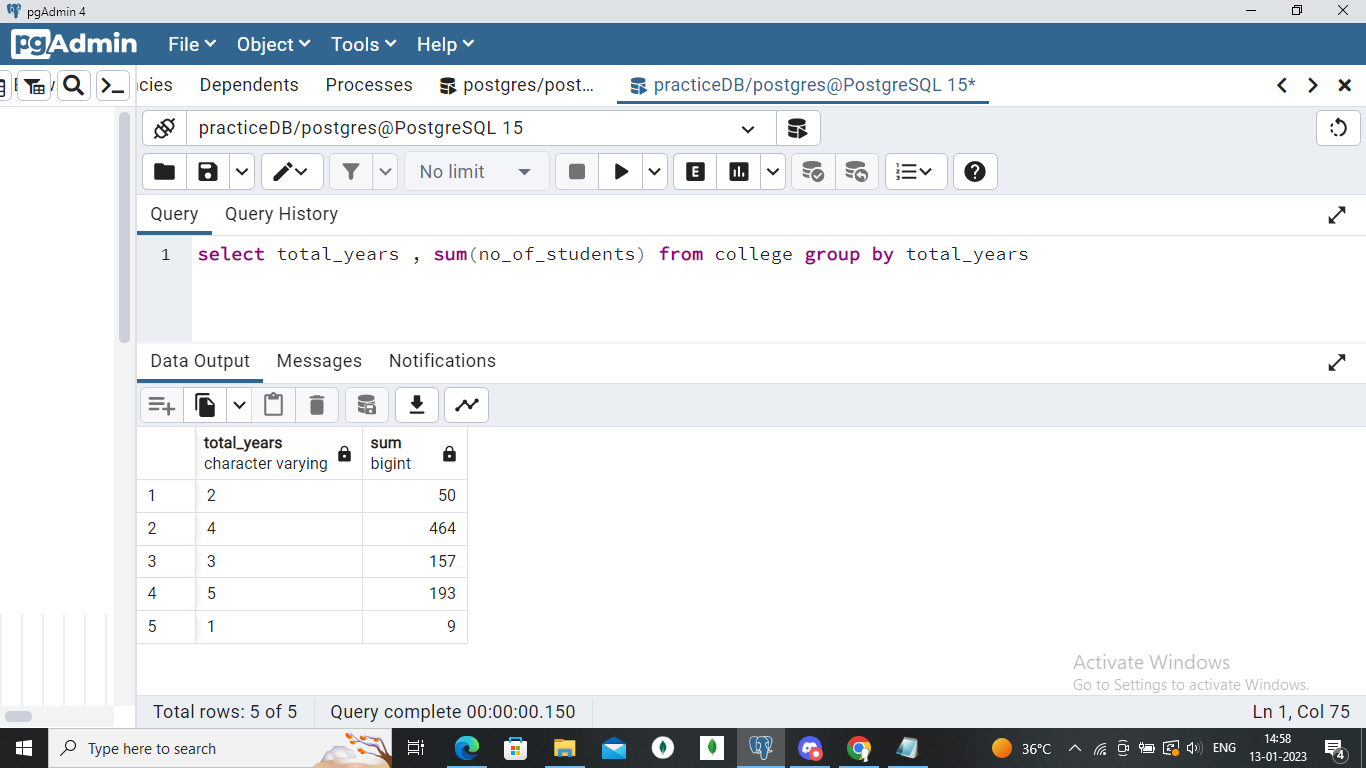 pgAdmin 4
pgAdmin File Object Tools Help
cies Dependents Processes postgres/post... practiceDB/postgres@PostgreSQL 15*
practiceDB/postgres@PostgreSQL 15
No limit E
Query Query History
1 select total_years , sum(no_of_students) from college group by total_years
Data Output Messages Notifications
total_years sum
character varying bigint
1 2 50
2 4 464
3 3 157
4 5 193
5 1 9
Activate Windows
Go to Settings to activate Windows.
Total rows: 5 of 5 Query complete 00:00:00.150 Ln 1, Col 75
Type here to search 36°C ENG 14:58
13-01-2023 4